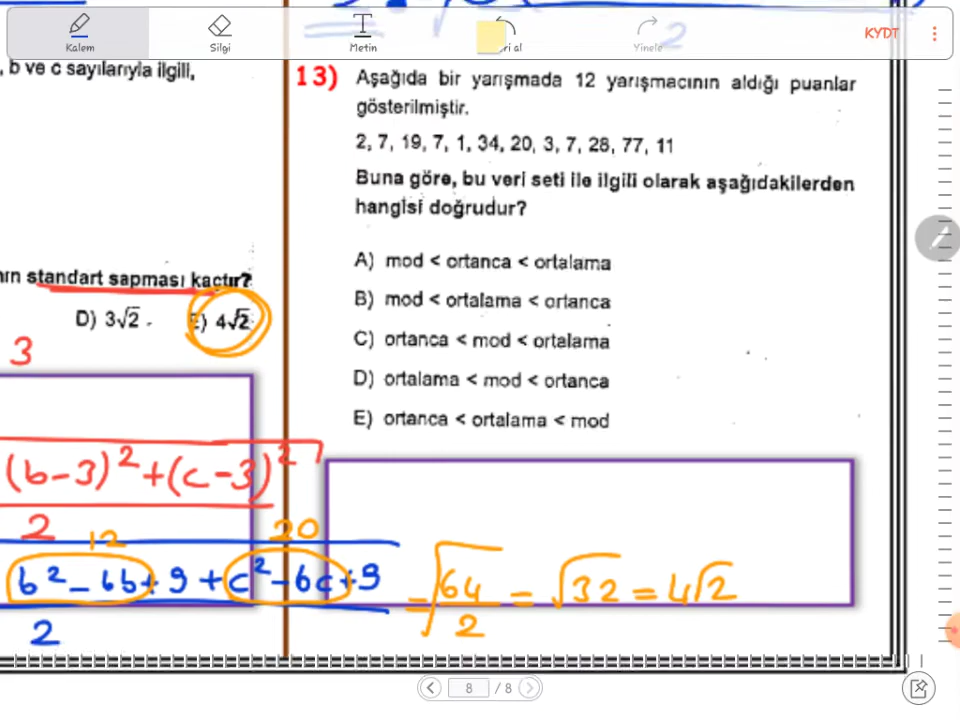 Kalem
Silgi
Metin
eri al
Yinele
KYDT
2
, b ve c sayılarıyla ilgili,
nın standart sapması kaçtır?
D) 3√2
E) 4√2
3
(b-3)² + (c-3)²
2
12
20
b² - 6b + 9 + c² - 6c + 9
2
13) Aşağıda bir yarışmada 12 yarışmacının aldığı puanlar
gösterilmiştir.
2, 7, 19, 7, 1, 34, 20, 3, 7, 28, 77, 11
Buna göre, bu veri seti ile ilgili olarak aşağıdakilerden
hangisi doğrudur?
A) mod < ortanca < ortalama
B) mod < ortalama < ortanca
C) ortanca < mod < ortalama
D) ortalama < mod < ortanca
E) ortanca < ortalama < mod
= √64/2 = √32 = 4√2
8 / 8